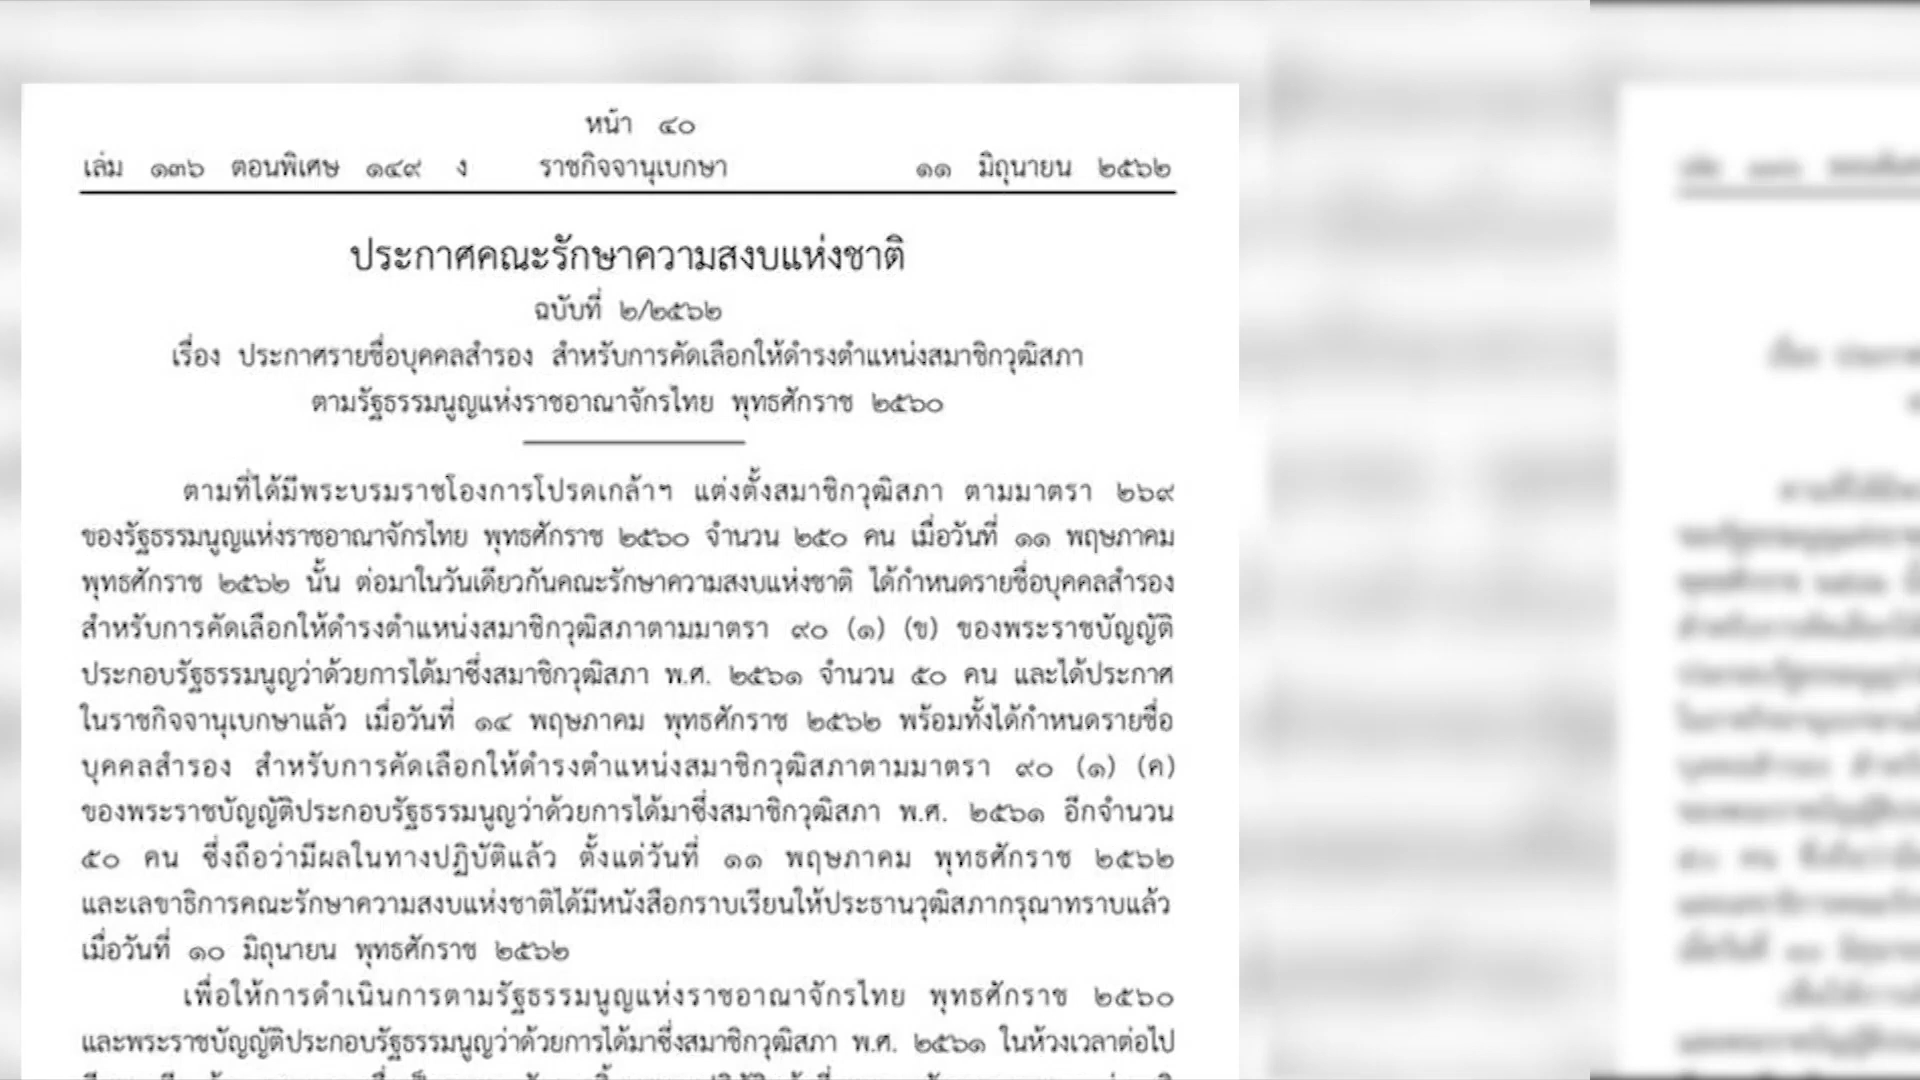 หน้า ๔๐
เล่ม ๑๓๖ ตอนพิเศษ ๑๔๙ ง ราชกิจจานุเบกษา ๑๑ มิถุนายน ๒๕๖๒
ประกาศคณะรักษาความสงบแห่งชาติ
ฉบับที่ ๒/๒๕๖๒
เรื่อง ประกาศรายชื่อบุคคลสำรอง สำหรับการคัดเลือกให้ดำรงตำแหน่งสมาชิกวุฒิสภา
ตามรัฐธรรมนูญแห่งราชอาณาจักรไทย พุทธศักราช ๒๕๖๐
ตามที่ได้มีพระบรมราชโองการโปรดเกล้าฯ แต่งตั้งสมาชิกวุฒิสภา ตามมาตรา ๒๖๙
ของรัฐธรรมนูญแห่งราชอาณาจักรไทย พุทธศักราช ๒๕๖๐ จำนวน ๒๕๐ คน เมื่อวันที่ ๑๑ พฤษภาคม
พุทธศักราช ๒๕๖๒ นั้น ต่อมาในวันเดียวกันคณะรักษาความสงบแห่งชาติ ได้กำหนดรายชื่อบุคคลสำรอง
สำหรับการคัดเลือกให้ดำรงตำแหน่งสมาชิกวุฒิสภาตามมาตรา ๙๐ (๑) (ข) ของพระราชบัญญัติ
ประกอบรัฐธรรมนูญว่าด้วยการได้มาซึ่งสมาชิกวุฒิสภา พ.ศ. ๒๕๖๑ จำนวน ๕๐ คน และได้ประกาศ
ในราชกิจจานุเบกษาแล้ว เมื่อวันที่ ๑๔ พฤษภาคม พุทธศักราช ๒๕๖๒ พร้อมทั้งได้กำหนดรายชื่อ
บุคคลสำรอง สำหรับการคัดเลือกให้ดำรงตำแหน่งสมาชิกวุฒิสภาตามมาตรา ๙๐ (๑) (ค)
ของพระราชบัญญัติประกอบรัฐธรรมนูญว่าด้วยการได้มาซึ่งสมาชิกวุฒิสภา พ.ศ. ๒๕๖๑ อีกจำนวน
๕๐ คน ซึ่งถือว่ามีผลในทางปฏิบัติแล้ว ตั้งแต่วันที่ ๑๑ พฤษภาคม พุทธศักราช ๒๕๖๒
และเลขาธิการคณะรักษาความสงบแห่งชาติได้มีหนังสือกราบเรียนให้ประธานวุฒิสภากรุณาทราบแล้ว
เมื่อวันที่ ๑๐ มิถุนายน พุทธศักราช ๒๕๖๒
เพื่อให้การดำเนินการตามรัฐธรรมนูญแห่งราชอาณาจักรไทย พุทธศักราช ๒๕๖๐
และพระราชบัญญัติประกอบรัฐธรรมนูญว่าด้วยการได้มาซึ่งสมาชิกวุฒิสภา พ.ศ. ๒๕๖๑ ในห้วงเวลาต่อไป